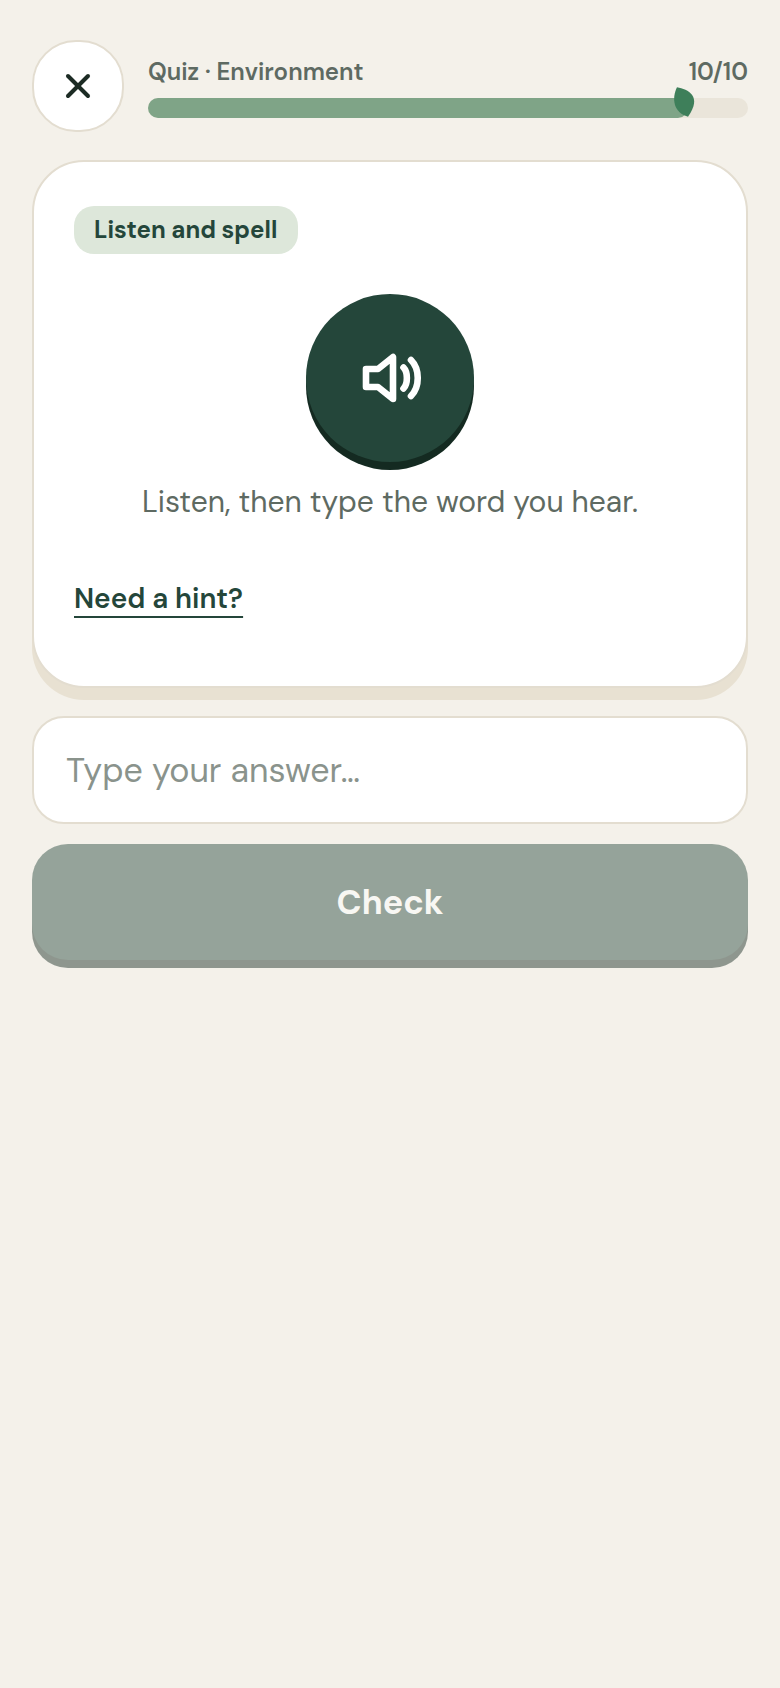 Quiz · Environment
10/10
Listen and spell
Listen, then type the word you hear.
Need a hint?
Type your answer…
Check